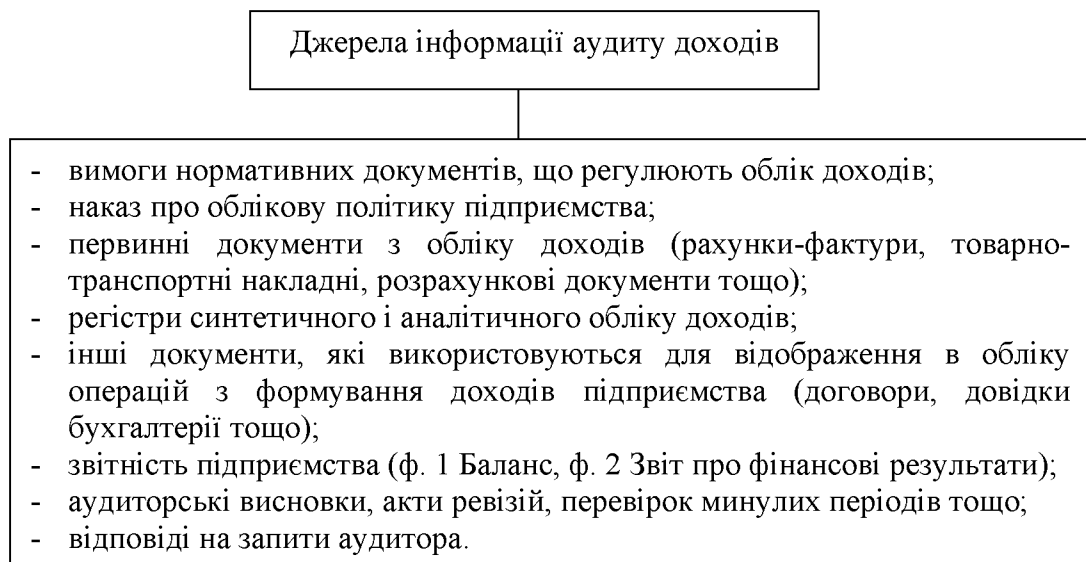 Джерела інформації аудиту доходів
- вимоги нормативних документів, що регулюють облік доходів;
- наказ про облікову політику підприємства;
- первинні документи з обліку доходів (рахунки-фактури, товарно-
транспортні накладні, розрахункові документи тощо);
- регістри синтетичного і аналітичного обліку доходів;
- інші документи, які використовуються для відображення в обліку
операцій з формування доходів підприємства (договори, довідки
бухгалтерії тощо);
- звітність підприємства (ф. 1 Баланс, ф. 2 Звіт про фінансові результати);
- аудиторські висновки, акти ревізій, перевірок минулих періодів тощо;
- відповіді на запити аудитора.